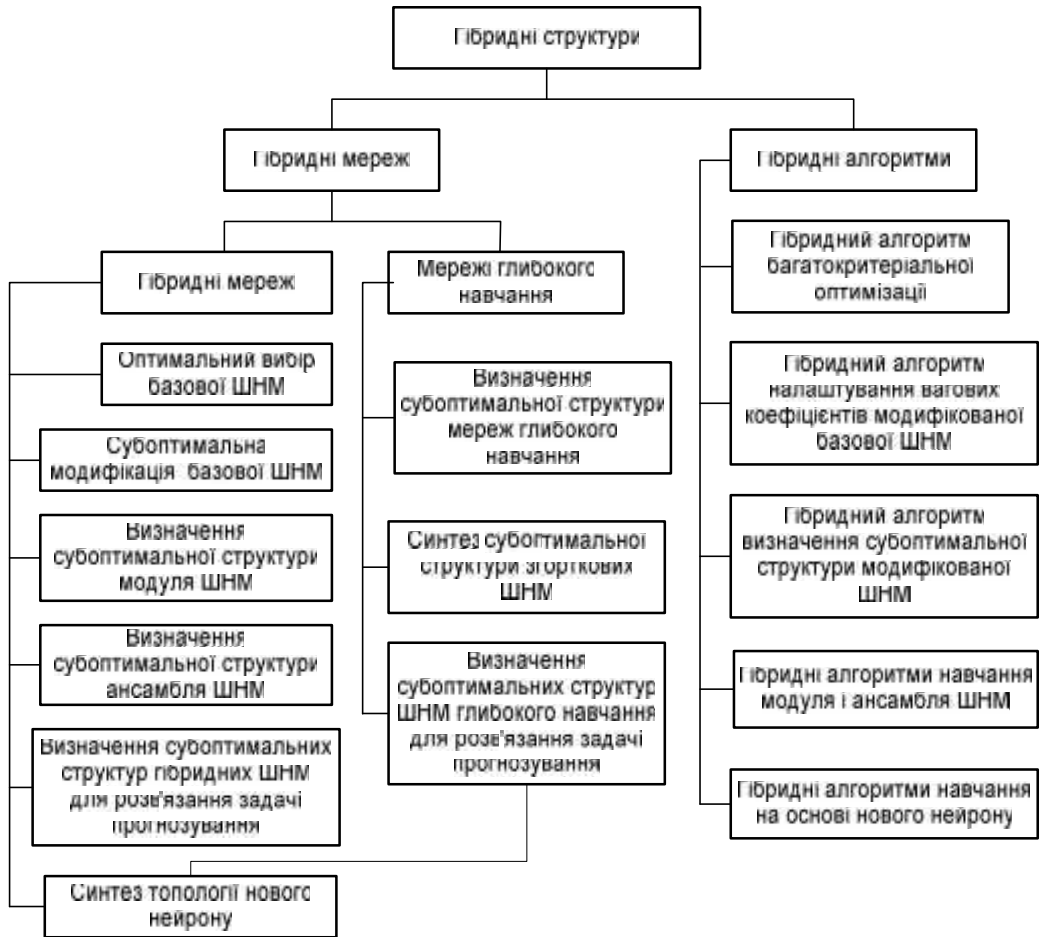 Гібридні структури
Гібридні мереж
Гібридні алгоритми
Гібридні мереж
Мережі глибокого
навчання
Гібридний алгоритм
багатокритеріальної
оптимізації
Оптимальний вибір
базової ШНМ
Визначення
субоптимальної структури
мереж глибокого
навчання
Гібридний алгоритм
налаштування вагових
коефіцієнтів модифікованої
базової ШНМ
Субоптимальна
модифікація базової ШНМ
Визначення
субоптимальної структури
модуля ШНМ
Синтез субоптимальної
структури згорткових
ШНМ
Гібридний алгоритм
визначення субоптимальної
структури модифікованої
ШНМ
Визначення
субоптимальної структури
ансамбля ШНМ
Визначення
субоптимальних структур
ШНМ глибокого навчання
для розв'язання задачі
прогнозування
Гібридні алгоритми навчання
модуля і ансамбля ШНМ
Визначення субоптимальних
структур гібридних ШНМ
для розв'язання задачі
прогнозування
Гібридні алгоритми навчання
на основі нового нейрону
Синтез топології нового
нейрону